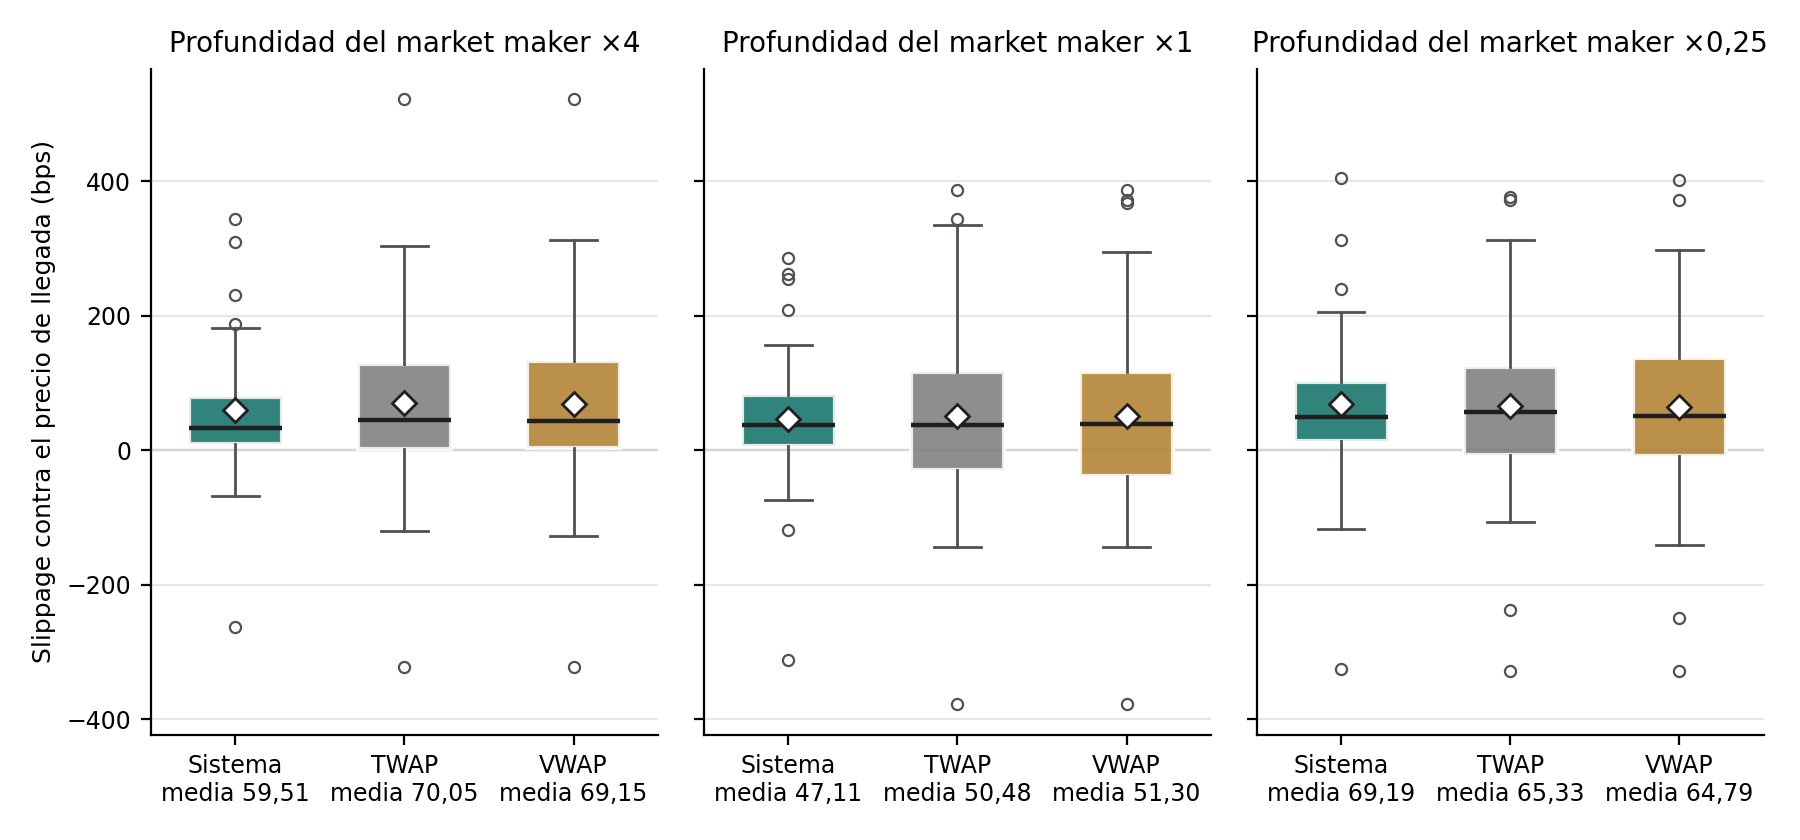 Profundidad del market maker ×4
Profundidad del market maker ×1
Profundidad del market maker ×0,25
Slippage contra el precio de llegada (bps)
400
200
0
−200
−400
Sistema
media 59,51
TWAP
media 70,05
VWAP
media 69,15
Sistema
media 47,11
TWAP
media 50,48
VWAP
media 51,30
Sistema
media 69,19
TWAP
media 65,33
VWAP
media 64,79